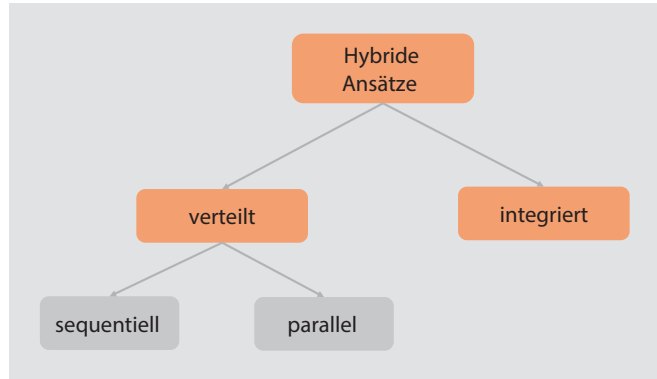 Hybride
Ansätze
verteilt
integriert
sequentiell
parallel